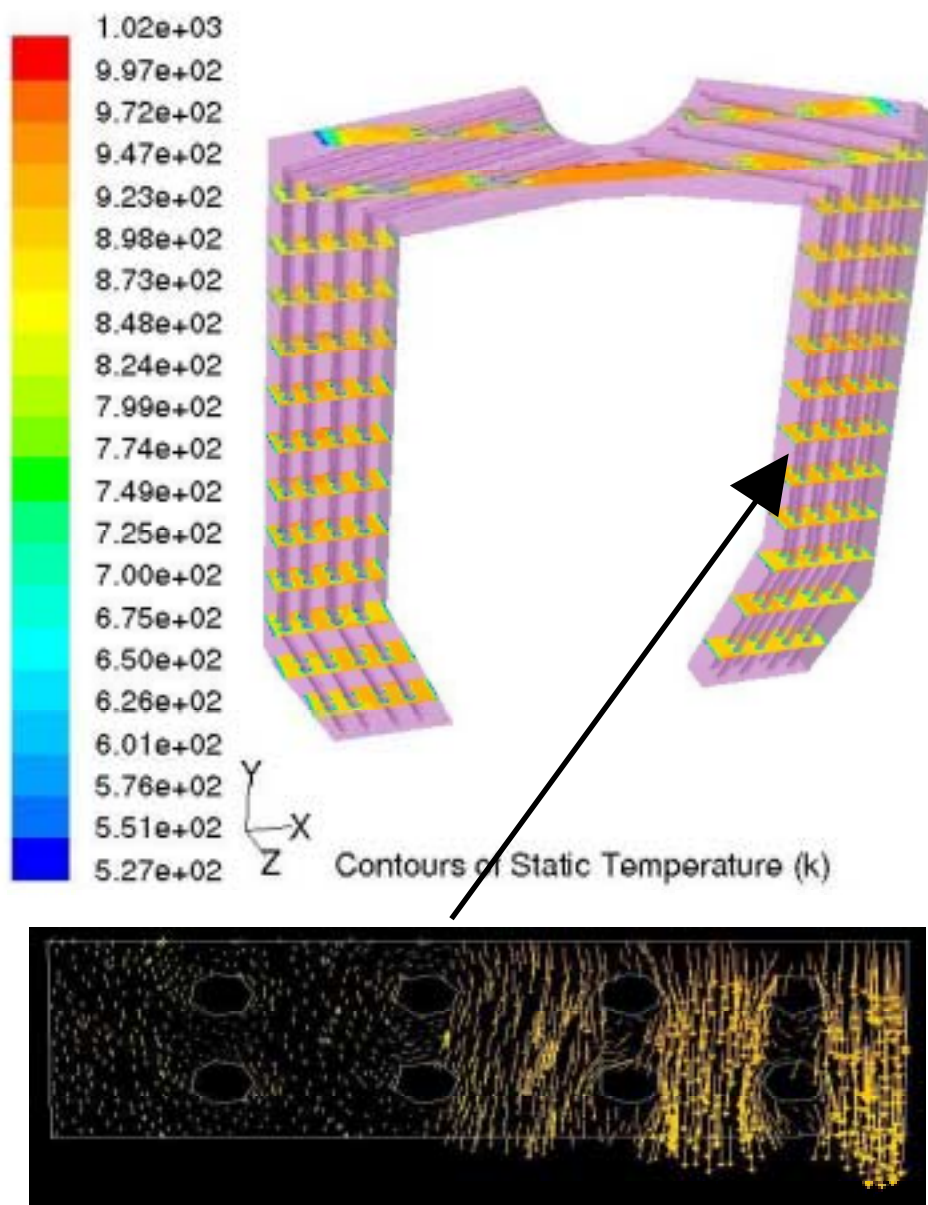 1.02e+03
9.97e+02
9.72e+02
9.47e+02
9.23e+02
8.98e+02
8.73e+02
8.48e+02
8.24e+02
7.99e+02
7.74e+02
7.49e+02
7.25e+02
7.00e+02
6.75e+02
6.50e+02
6.26e+02
6.01e+02
5.76e+02
5.51e+02
5.27e+02
Y
X
Z
Contours of Static Temperature (k)